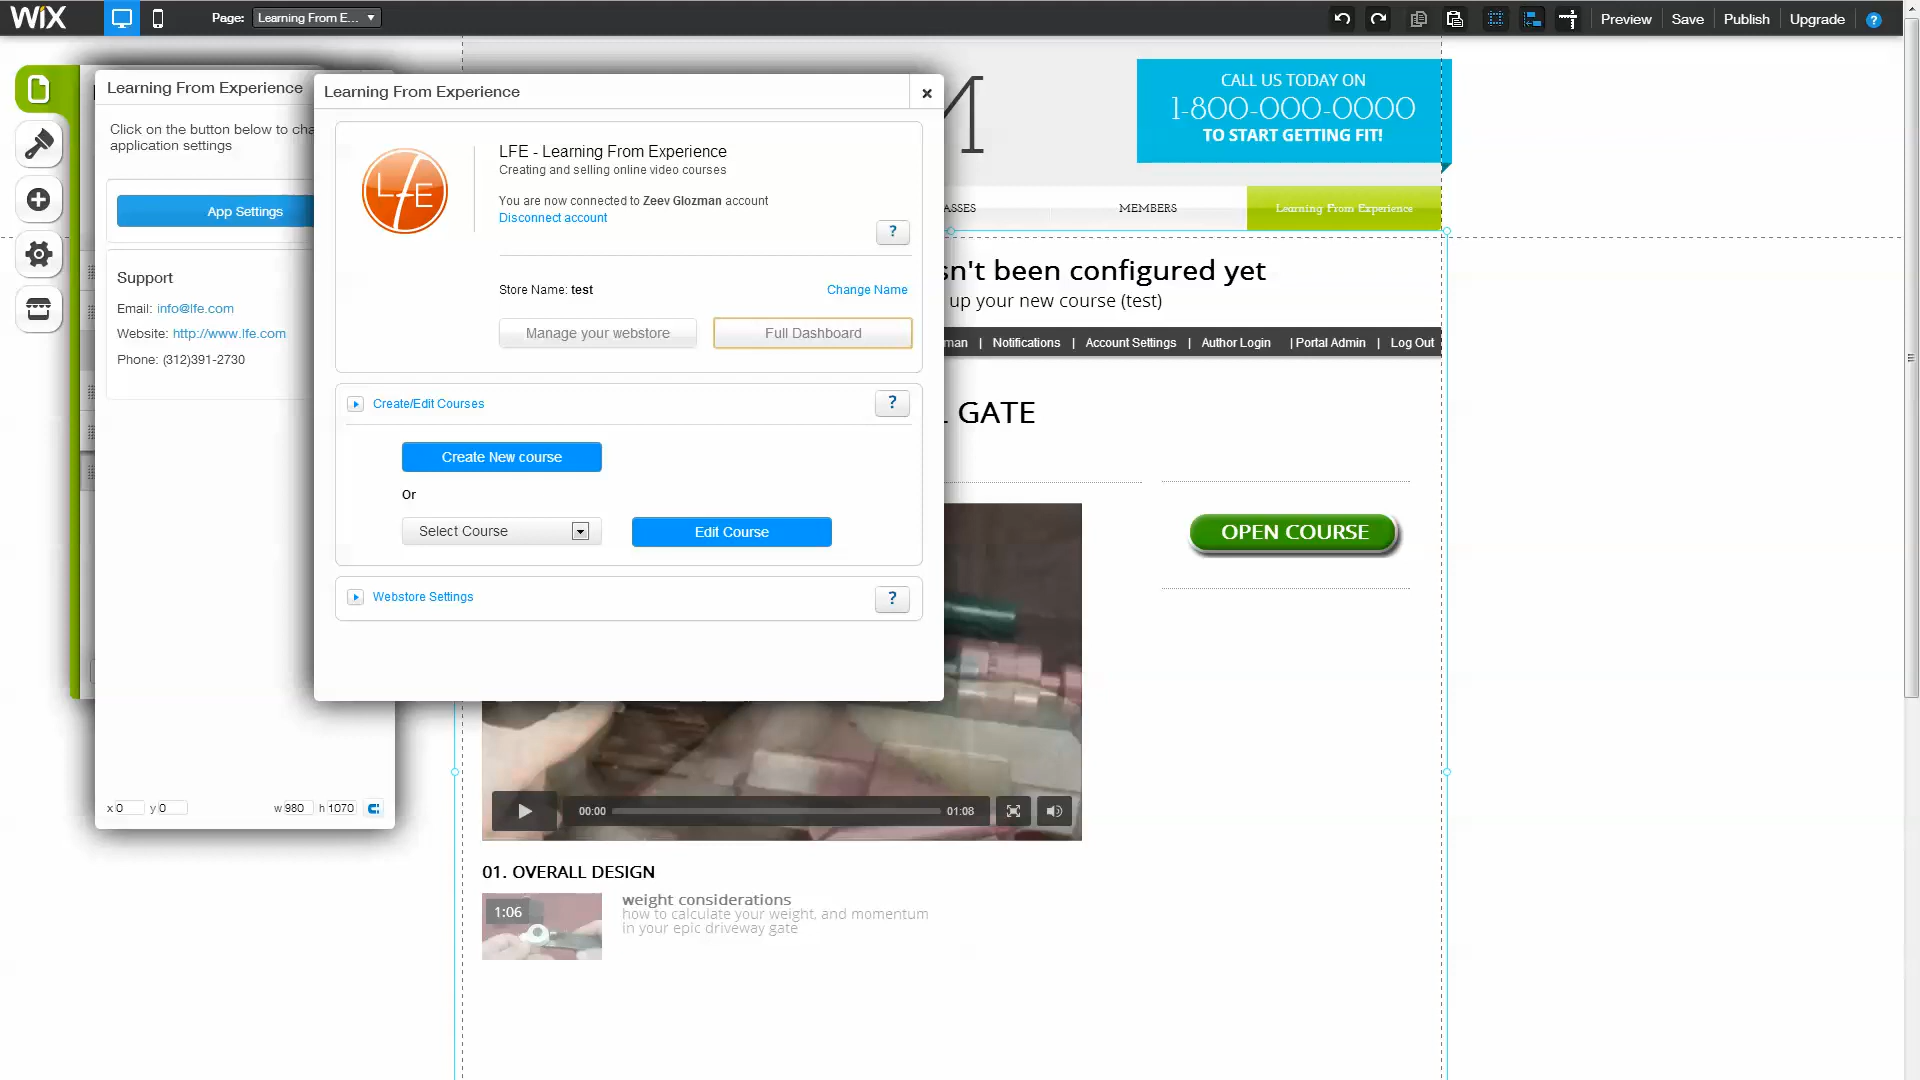 WiX
Page:
Learning From E...
Preview
Save
Publish
Upgrade
?
Learning From Experience
Click on the button below to cha
application settings
App Settings
Support
Email: info@lfe.com
Website: http://www.lfe.com
Phone: (312)391-2730
x 0
y 0
w 980
h 1070
Learning From Experience
×
LFE
LFE - Learning From Experience
Creating and selling online video courses
You are now connected to Zeev Glozman account
Disconnect account
?
Store Name: test
Change Name
Manage your webstore
Full Dashboard
Create/Edit Courses
?
Create New course
Or
Select Course
Edit Course
Webstore Settings
?
M
CALL US TODAY ON
1-800-000-0000
TO START GETTING FIT!
ASSES
MEMBERS
Learning From Experience
sn't been configured yet
up your new course (test)
man | Notifications | Account Settings | Author Login | Portal Admin | Log Out
GATE
OPEN COURSE
00:00
01:08
01. OVERALL DESIGN
1:06
weight considerations
how to calculate your weight, and momentum
in your epic driveway gate